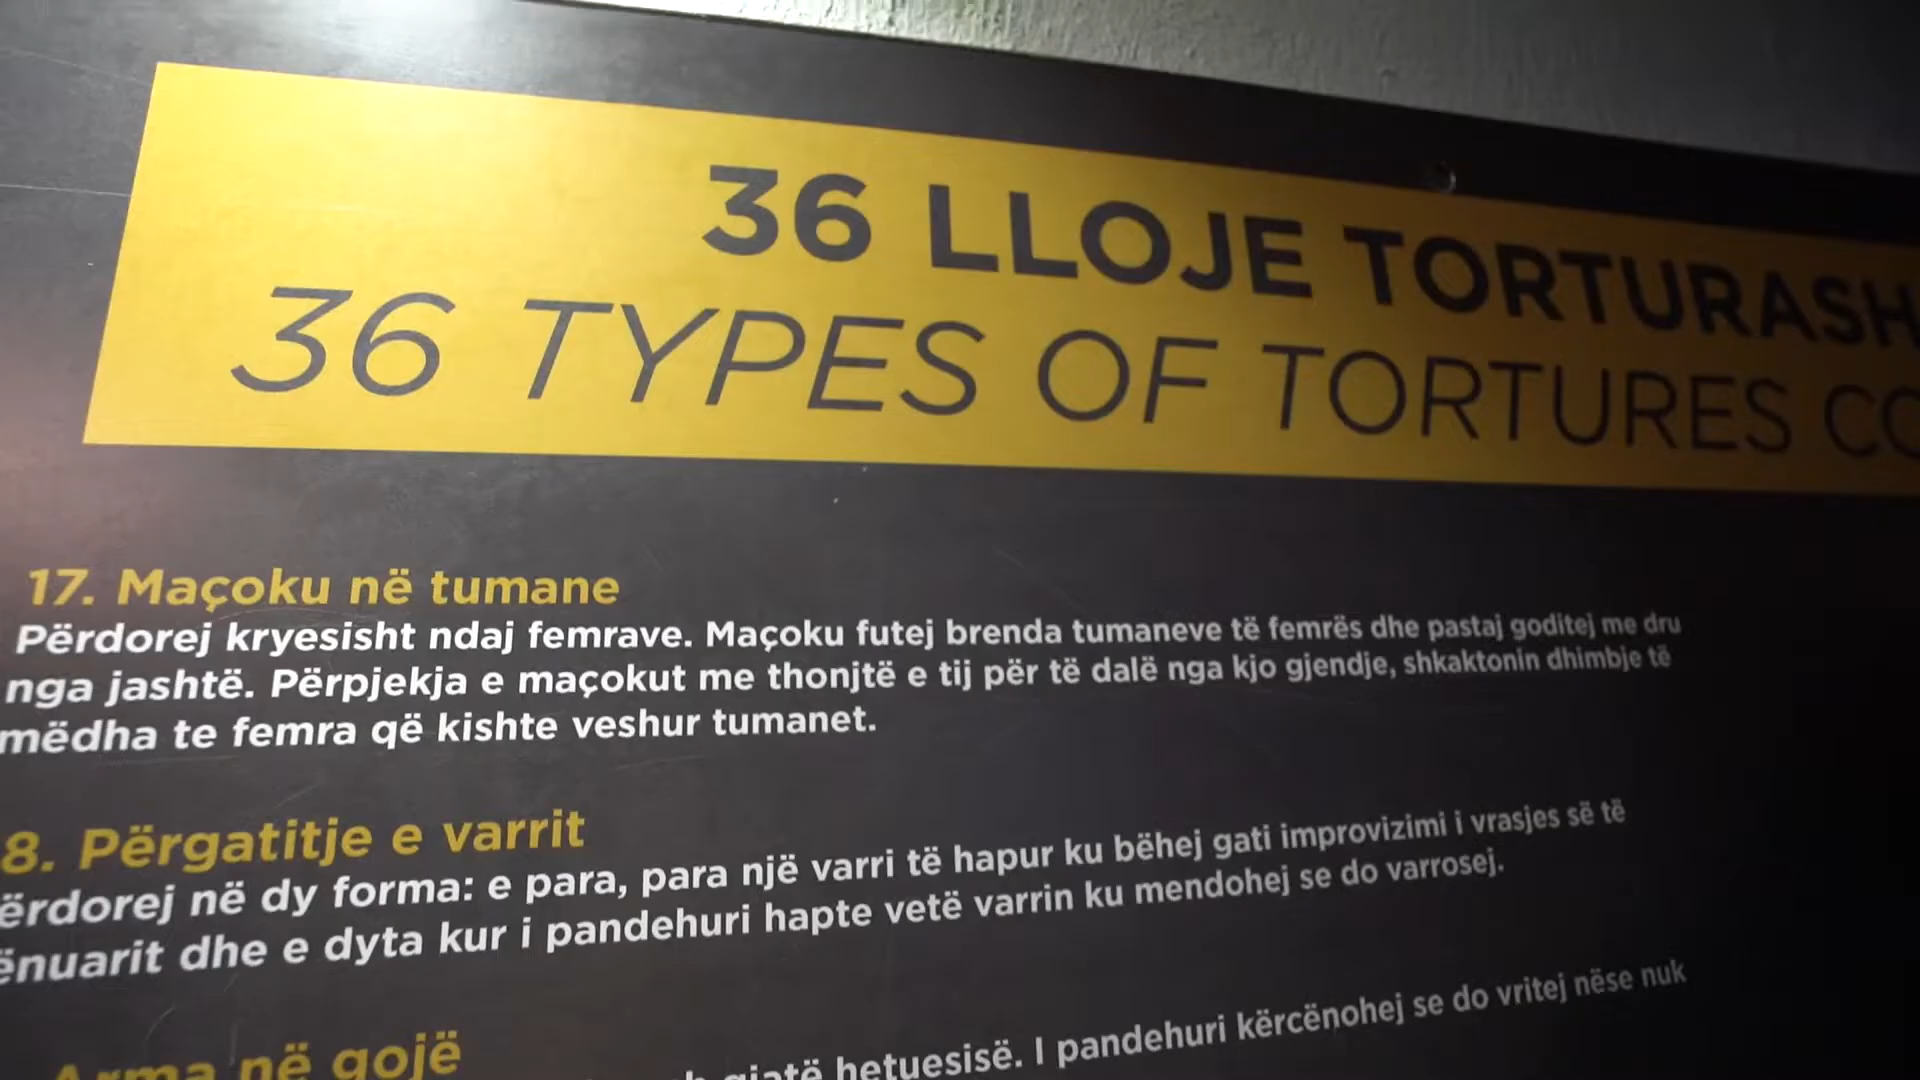 36 LLOJE TORTURASH
36 TYPES OF TORTURES
17. Maçoku në tumane
Përdorej kryesisht ndaj femrave. Maçoku futej brenda tumaneve të femrës dhe pastaj goditej me dru
nga jashtë. Përpjekja e maçokut me thonjtë e tij për të dalë nga kjo gjendje, shkaktonin dhimbje të
mëdha te femra që kishte veshur tumanet.
8. Përgatitje e varrit
ërdorej në dy forma: e para, para një varri të hapur ku bëhej gati improvizimi i vrasjes së të
ënuarit dhe e dyta kur i pandehuri hapte vetë varrin ku mendohej se do varrosej.
Arma në gojë
gjatë hetuesisë. I pandehuri kërcënohej se do vritej nëse nuk